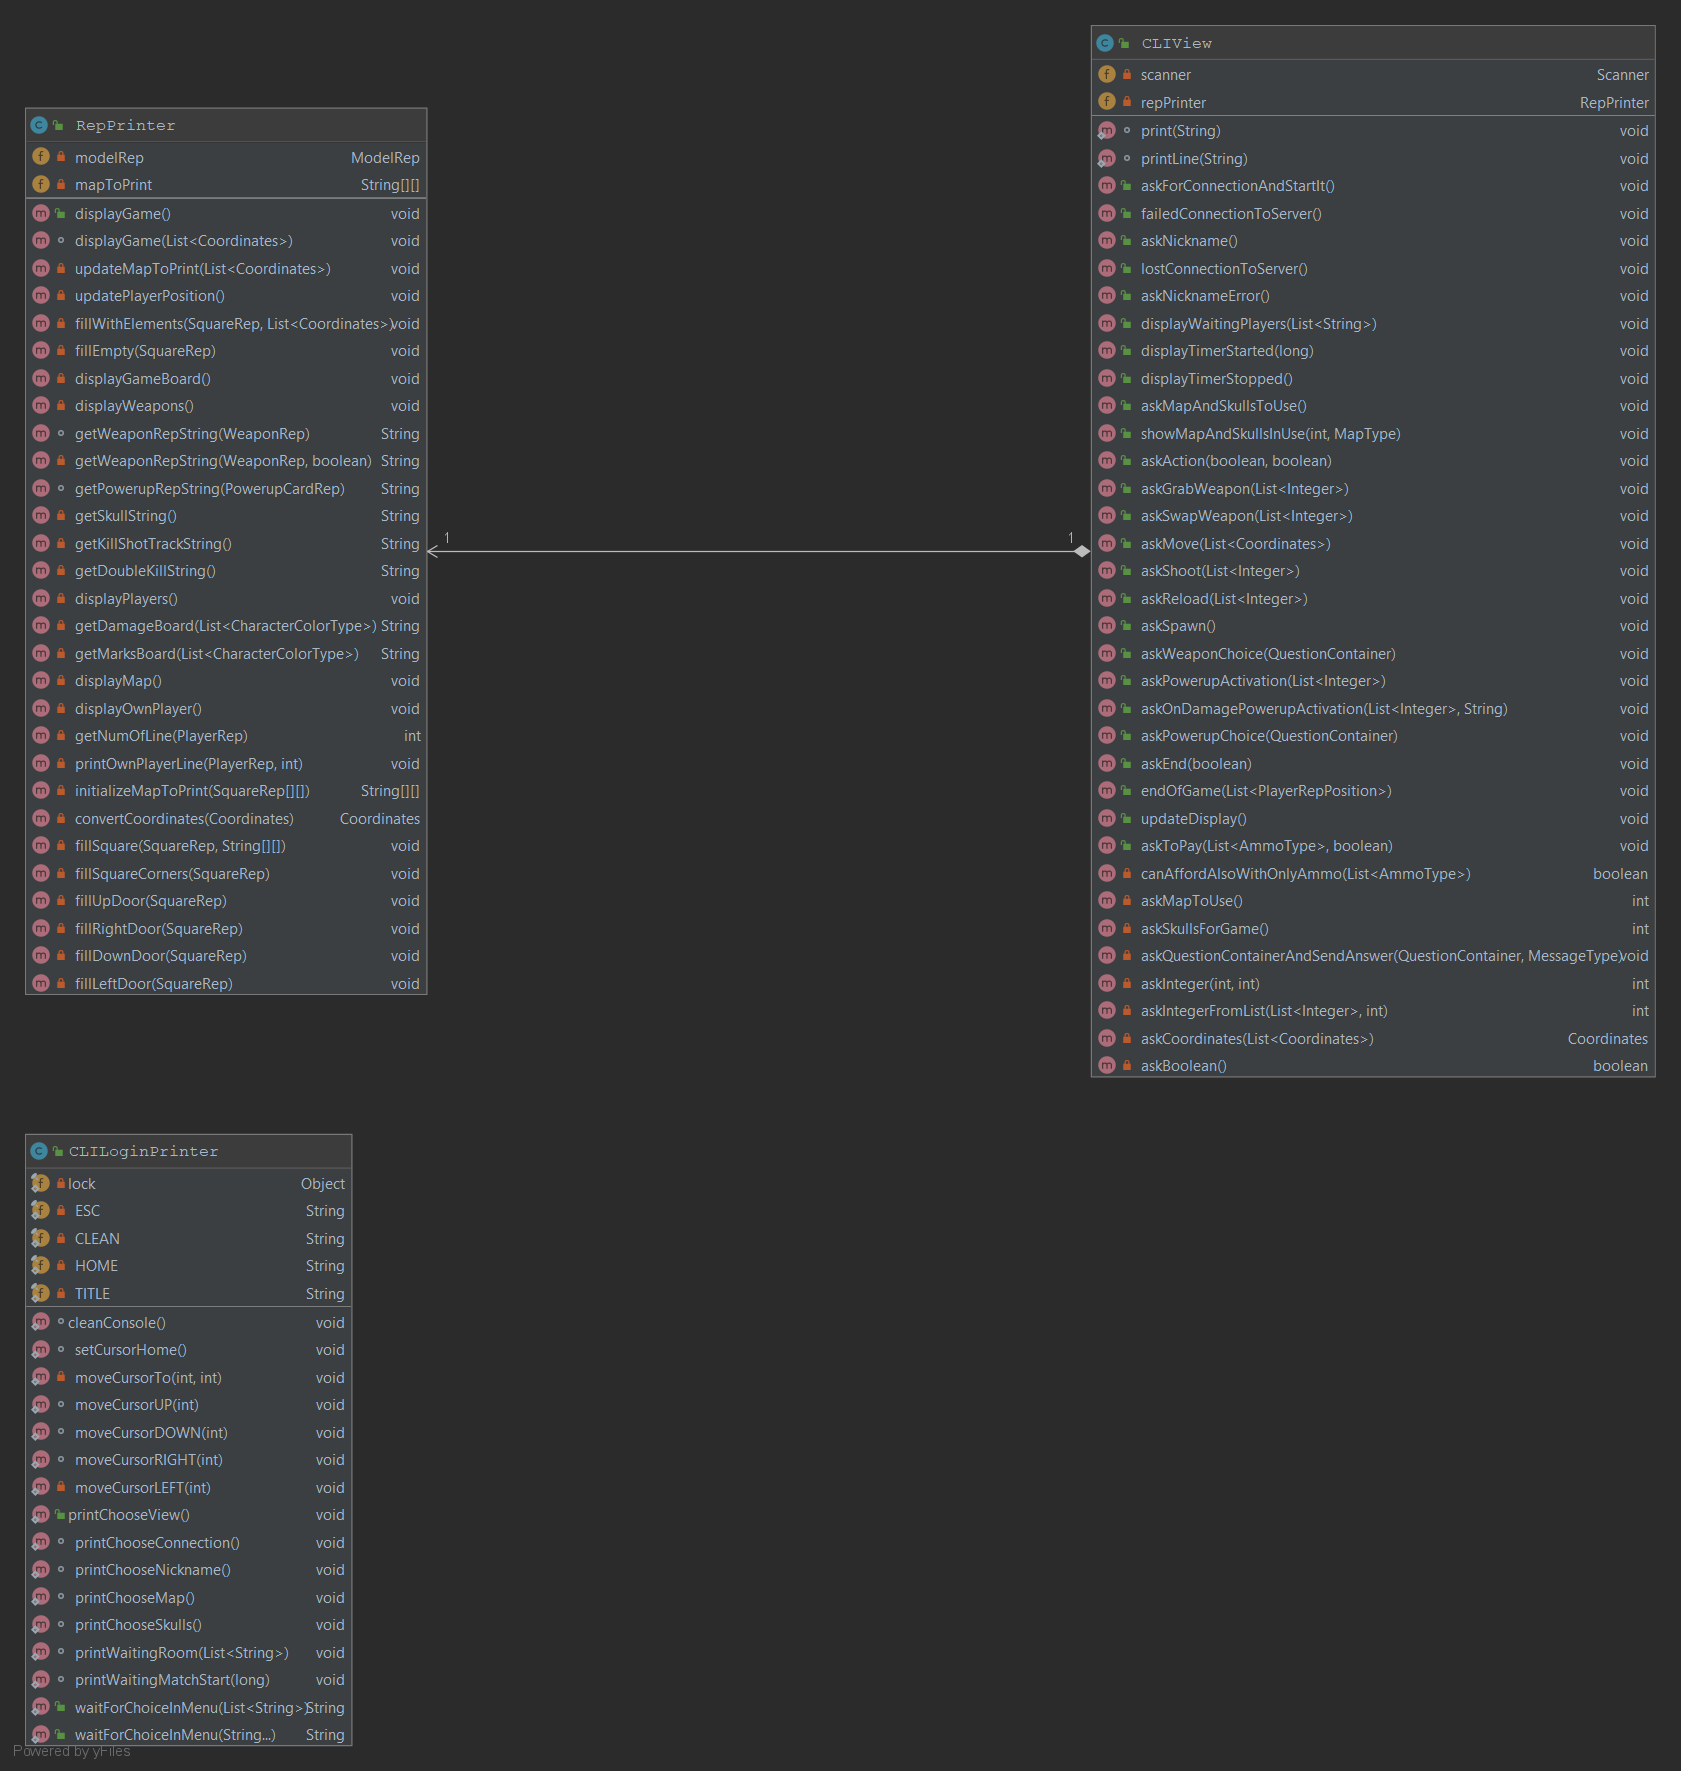 RepPrinter
modelRep ModelRep
mapToPrint String[][]
displayGame() void
displayGame(List<Coordinates>) void
updateMapToPrint(List<Coordinates>) void
updatePlayerPosition() void
fillWithElements(SquareRep, List<Coordinates>) void
fillEmpty(SquareRep) void
displayGameBoard() void
displayWeapons() void
getWeaponRepString(WeaponRep) String
getWeaponRepString(WeaponRep, boolean) String
getPowerupRepString(PowerupCardRep) String
getSkullString() String
getKillShotTrackString() String
getDoubleKillString() String
displayPlayers() void
getDamageBoard(List<CharacterColorType>) String
getMarksBoard(List<CharacterColorType>) String
displayMap() void
displayOwnPlayer() void
getNumOfLine(PlayerRep) int
printOwnPlayerLine(PlayerRep, int) void
initializeMapToPrint(SquareRep[][]) String[][]
convertCoordinates(Coordinates) Coordinates
fillSquare(SquareRep, String[][]) void
fillSquareCorners(SquareRep) void
fillUpDoor(SquareRep) void
fillRightDoor(SquareRep) void
fillDownDoor(SquareRep) void
fillLeftDoor(SquareRep) void
1 1
CLIView
scanner Scanner
repPrinter RepPrinter
print(String) void
printLine(String) void
askForConnectionAndStartIt() void
failedConnectionToServer() void
askNickname() void
lostConnectionToServer() void
askNicknameError() void
displayWaitingPlayers(List<String>) void
displayTimerStarted(long) void
displayTimerStopped() void
askMapAndSkullsToUse() void
showMapAndSkullsInUse(int, MapType) void
askAction(boolean, boolean) void
askGrabWeapon(List<Integer>) void
askSwapWeapon(List<Integer>) void
askMove(List<Coordinates>) void
askShoot(List<Integer>) void
askReload(List<Integer>) void
askSpawn() void
askWeaponChoice(QuestionContainer) void
askPowerupActivation(List<Integer>) void
askOnDamagePowerupActivation(List<Integer>, String) void
askPowerupChoice(QuestionContainer) void
askEnd(boolean) void
endOfGame(List<PlayerRepPosition>) void
updateDisplay() void
askToPay(List<AmmoType>, boolean) void
canAffordAlsoWithOnlyAmmo(List<AmmoType>) boolean
askMapToUse() int
askSkullsForGame() int
askQuestionContainerAndSendAnswer(QuestionContainer, MessageType) void
askInteger(int, int) int
askIntegerFromList(List<Integer>, int) int
askCoordinates(List<Coordinates>) Coordinates
askBoolean() boolean
CLILoginPrinter
lock Object
ESC String
CLEAN String
HOME String
TITLE String
cleanConsole() void
setCursorHome() void
moveCursorTo(int, int) void
moveCursorUP(int) void
moveCursorDOWN(int) void
moveCursorRIGHT(int) void
moveCursorLEFT(int) void
printChooseView() void
printChooseConnection() void
printChooseNickname() void
printChooseMap() void
printChooseSkulls() void
printWaitingRoom(List<String>) void
printWaitingMatchStart(long) void
waitForChoiceInMenu(List<String>) String
waitForChoiceInMenu(String...) String
Powered by yFiles